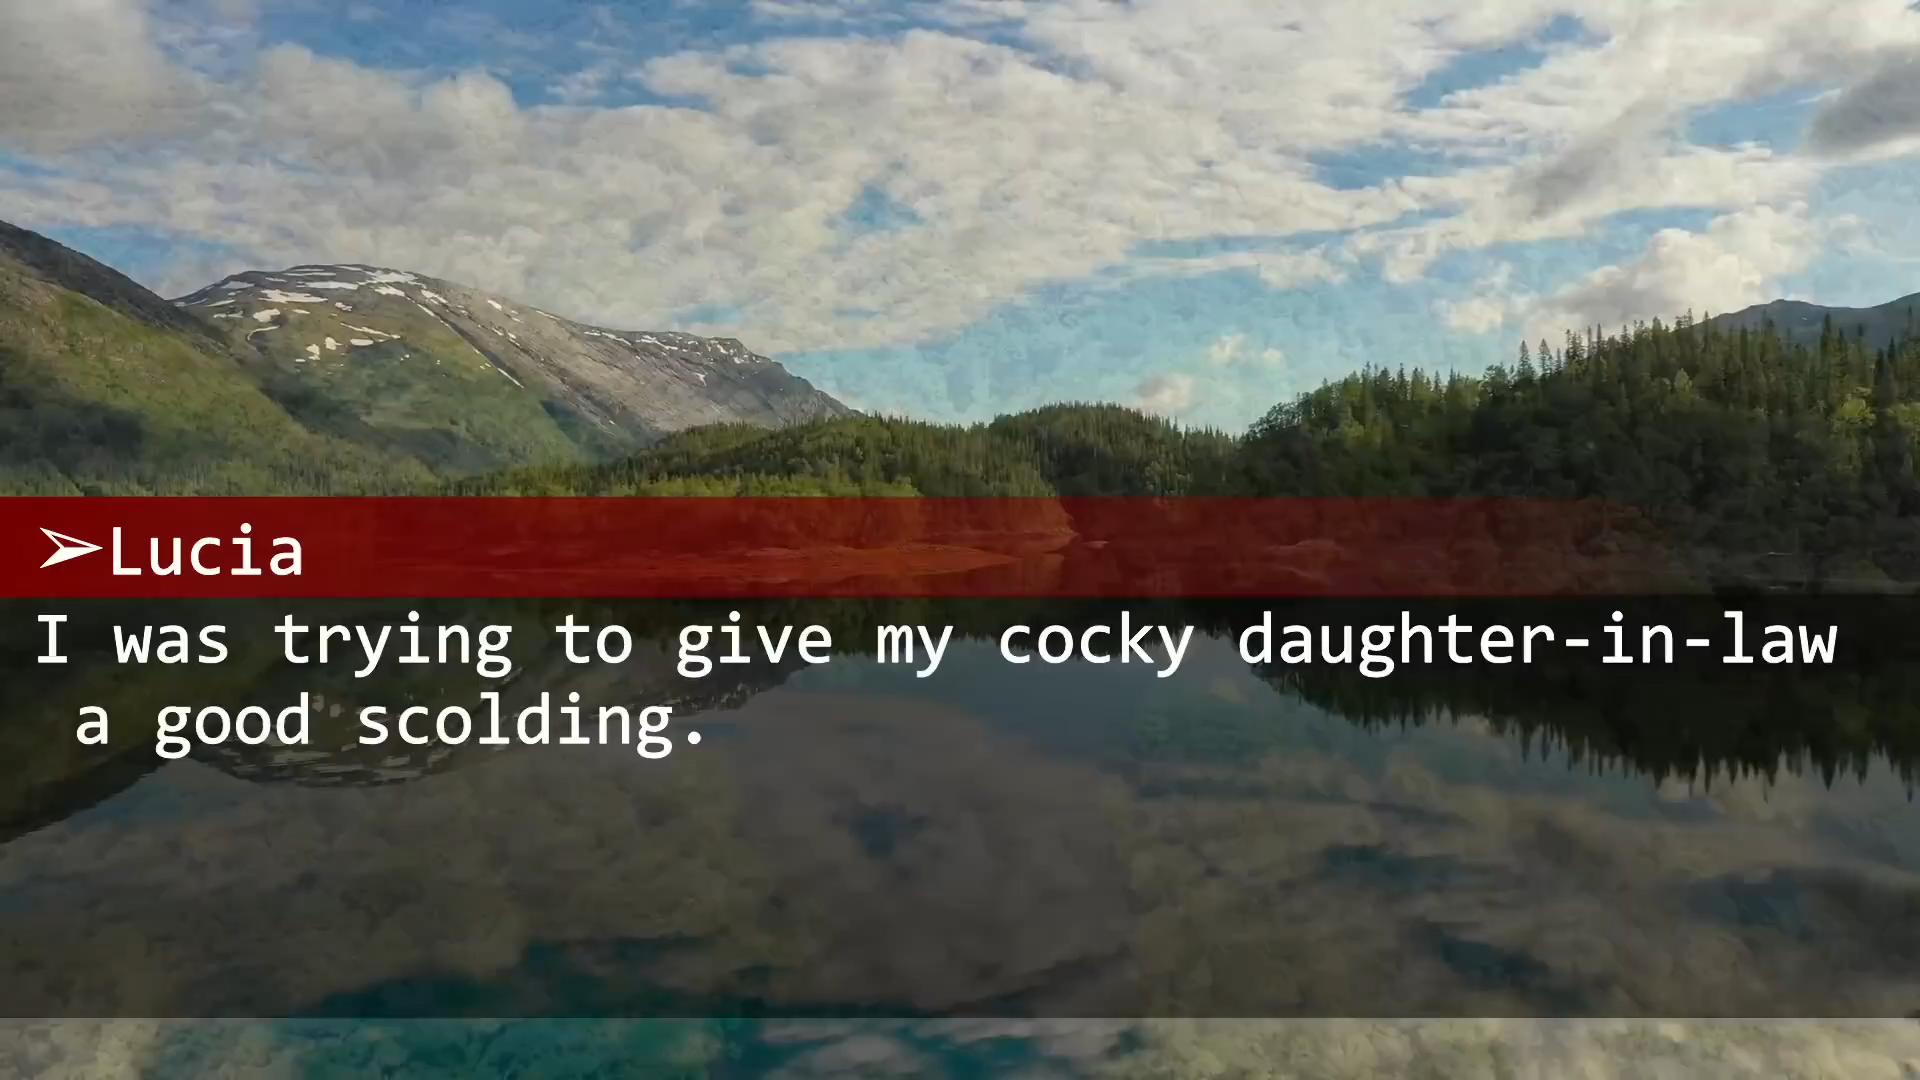 ➢Lucia
I was trying to give my cocky daughter-in-law
a good scolding.